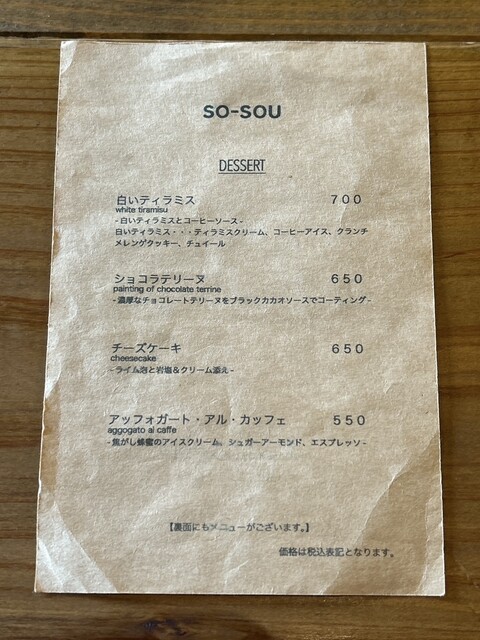 SO-SOU
DESSERT
白いティラミス 700
white tiramisu
- 白いティラミスとコーヒーソース -
白いティラミス・・・ティラミスクリーム、コーヒーアイス、クランチ
メレンゲクッキー、チュイール
ショコラテリーヌ 650
painting of chocolate terrine
- 濃厚なチョコレートテリーヌをブラックカカオソースでコーティング -
チーズケーキ 650
cheesecake
- ライム泡と岩塩＆クリーム添え -
アッフォガート・アル・カッフェ 550
aggogato al caffe
- 焦がし蜂蜜のアイスクリーム、シュガーアーモンド、エスプレッソ -
【裏面にもメニューがございます。】
価格は税込表記となります。